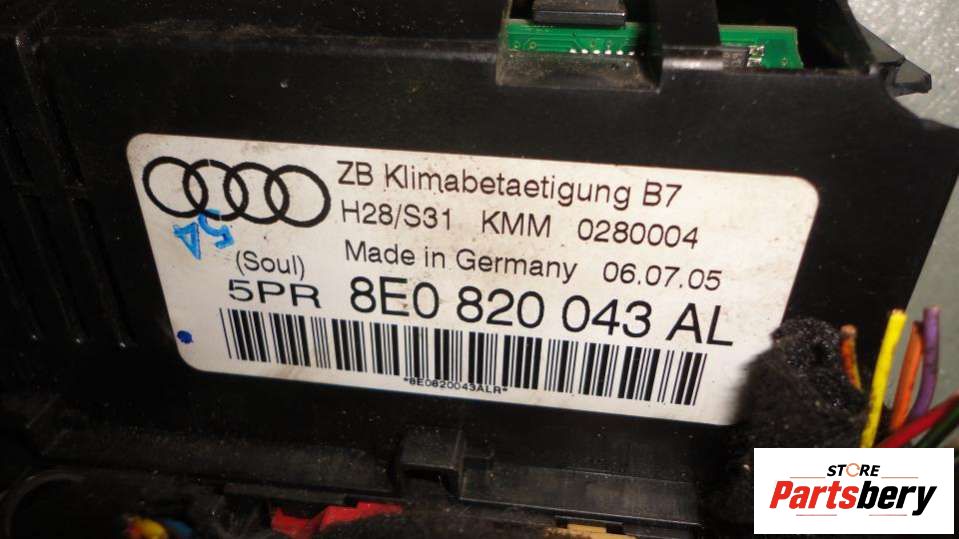 ZB Klimabetaetigung B7
H28/S31 KMM 0280004
Made in Germany 06.07.05
(Soul)
5PR 8E0 820 043 AL
*8E0820043ALR*
STORE
Partsbery